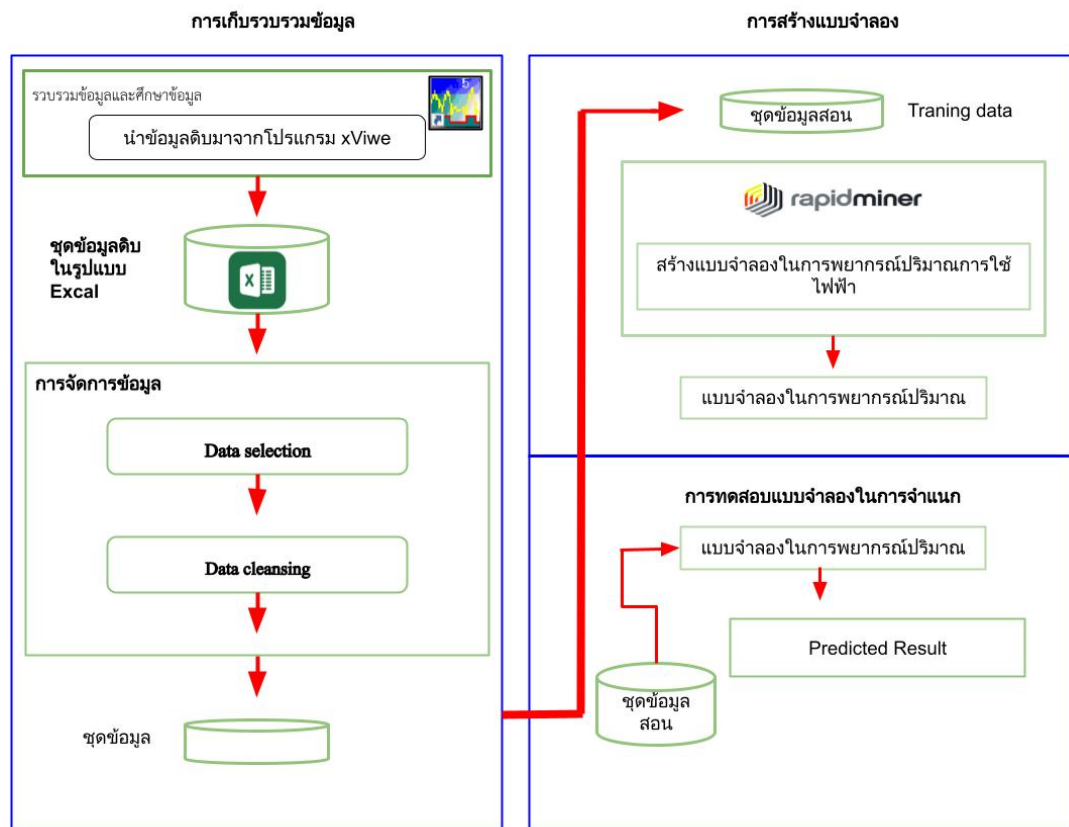 การเก็บรวบรวมข้อมูล
รวบรวมข้อมูลและศึกษาข้อมูล
นำข้อมูลดิบมาจากโปรแกรม xViwe
ชุดข้อมูลดิบ
ในรูปแบบ
Excal
การจัดการข้อมูล
Data selection
Data cleansing
ชุดข้อมูล
การสร้างแบบจำลอง
ชุดข้อมูลสอน
Traning data
rapidminer
สร้างแบบจำลองในการพยากรณ์ปริมาณการใช้
ไฟฟ้า
แบบจำลองในการพยากรณ์ปริมาณ
การทดสอบแบบจำลองในการจำแนก
แบบจำลองในการพยากรณ์ปริมาณ
Predicted Result
ชุดข้อมูล
สอน